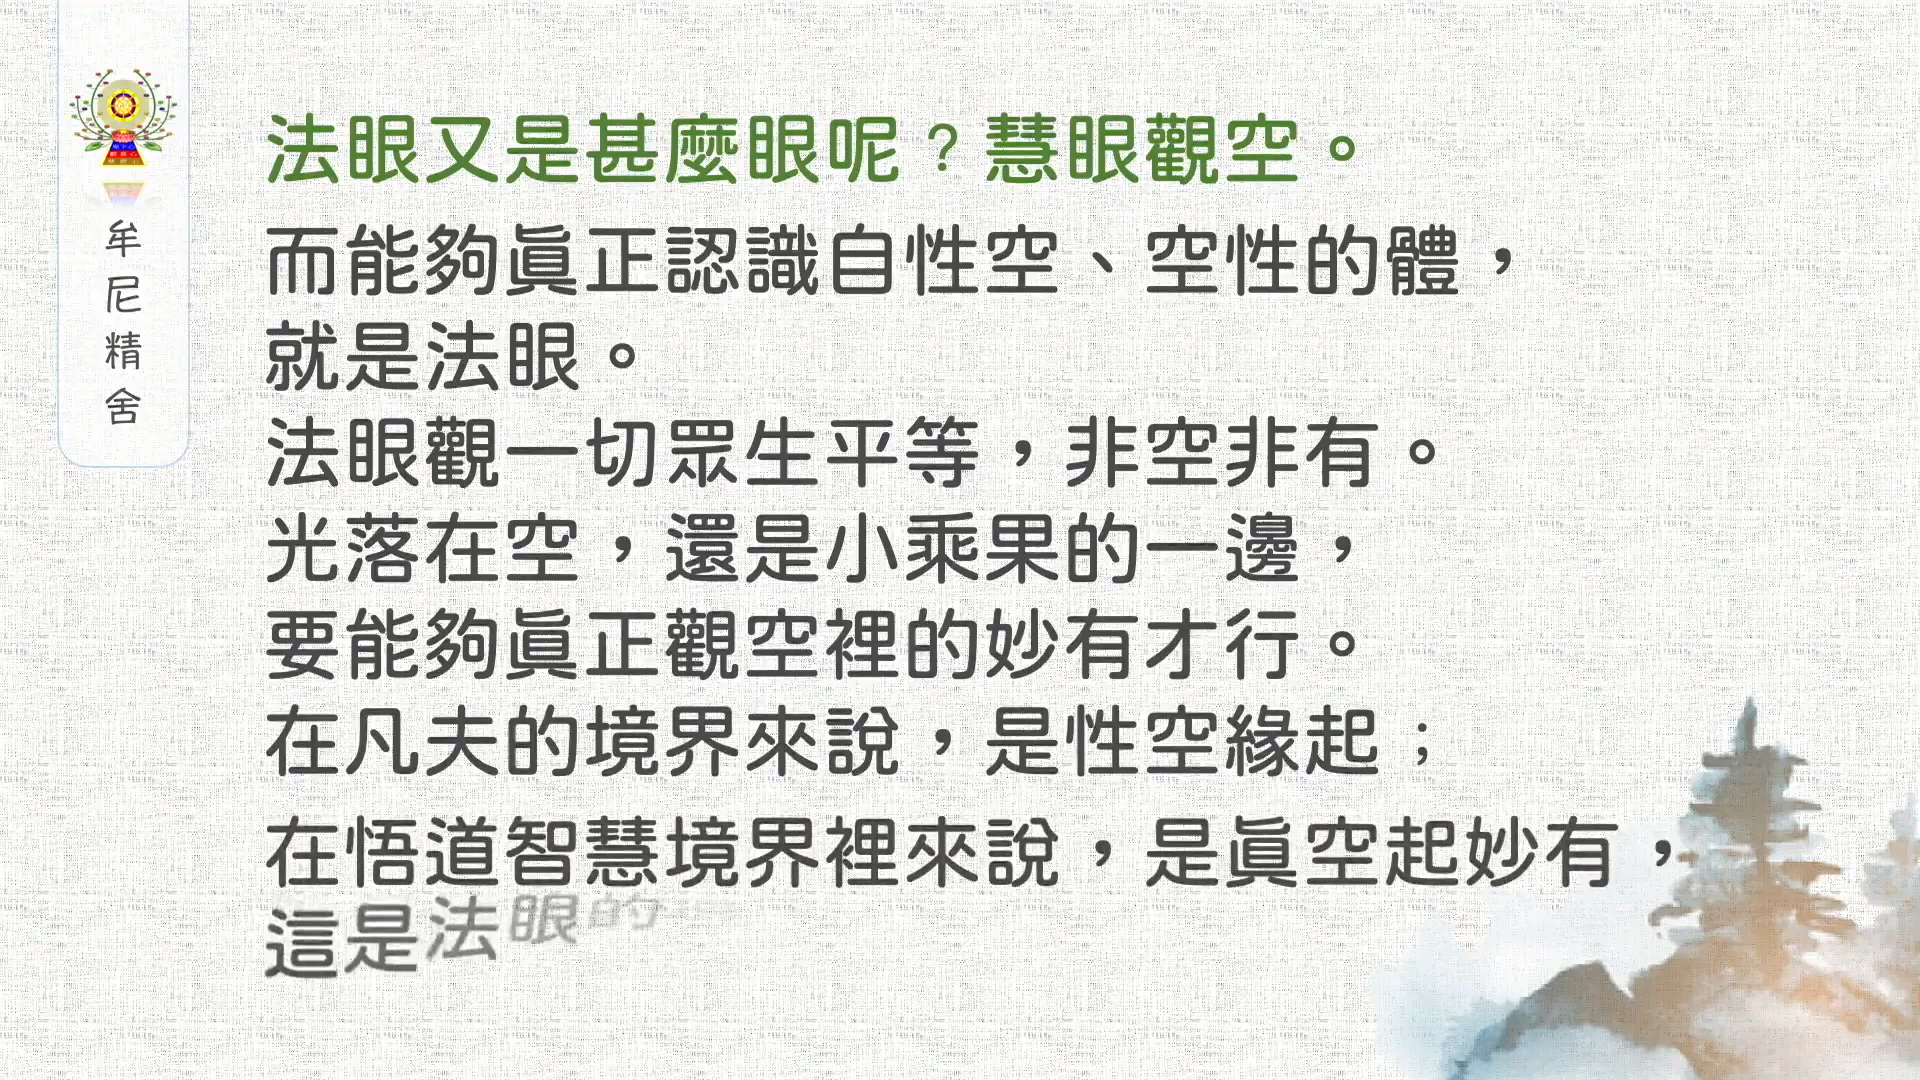 牟尼精舍
法眼又是甚麼眼呢？慧眼觀空。
而能夠眞正認識自性空、空性的體，
就是法眼。
法眼觀一切眾生平等，非空非有。
光落在空，還是小乘果的一邊，
要能夠眞正觀空裡的妙有才行。
在凡夫的境界來說，是性空緣起；
在悟道智慧境界裡來說，是眞空起妙有，
這是法眼的